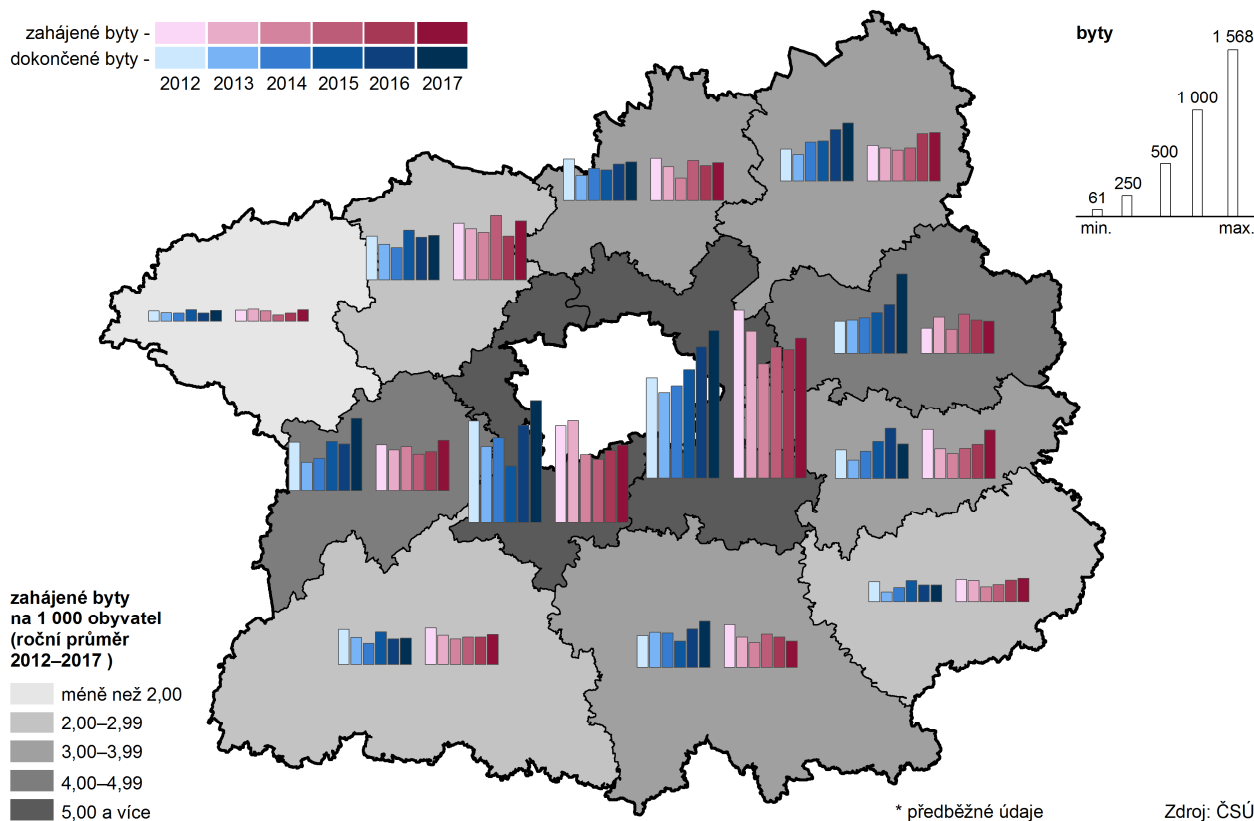 zahájené byty -
dokončené byty -
2012 2013 2014 2015 2016 2017
byty
1 568
1 000
500
250
61
min. max.
zahájené byty
na 1 000 obyvatel
(roční průměr
2012–2017 )
méně než 2,00
2,00–2,99
3,00–3,99
4,00–4,99
5,00 a více
* předběžné údaje Zdroj: ČSÚ